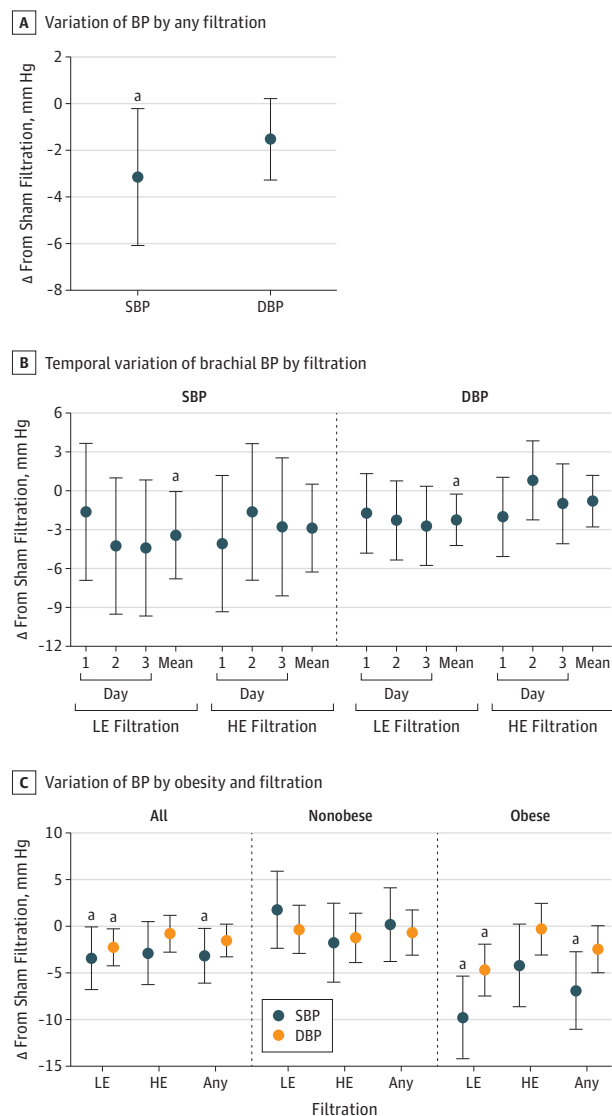 A Variation of BP by any filtration
Δ From Sham Filtration, mm Hg
2
0
-2
-4
-6
-8
a
SBP DBP
B Temporal variation of brachial BP by filtration
SBP DBP
Δ From Sham Filtration, mm Hg
6
3
0
-3
-6
-9
-12
a a
1 2 3 Mean 1 2 3 Mean 1 2 3 Mean 1 2 3 Mean
Day Day Day Day
LE Filtration HE Filtration LE Filtration HE Filtration
C Variation of BP by obesity and filtration
All Nonobese Obese
Δ From Sham Filtration, mm Hg
10
5
0
-5
-10
-15
a a a a a a
SBP
DBP
LE HE Any LE HE Any LE HE Any
Filtration